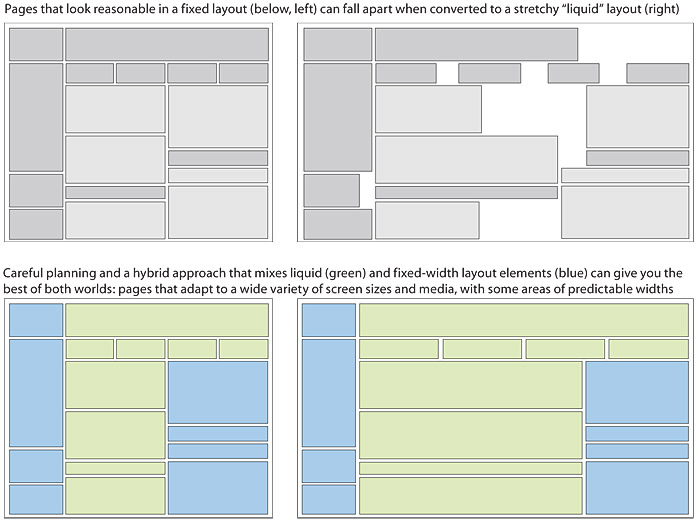 Pages that look reasonable in a fixed layout (below, left) can fall apart when converted to a stretchy “liquid” layout (right)
Careful planning and a hybrid approach that mixes liquid (green) and fixed-width layout elements (blue) can give you the
best of both worlds: pages that adapt to a wide variety of screen sizes and media, with some areas of predictable widths